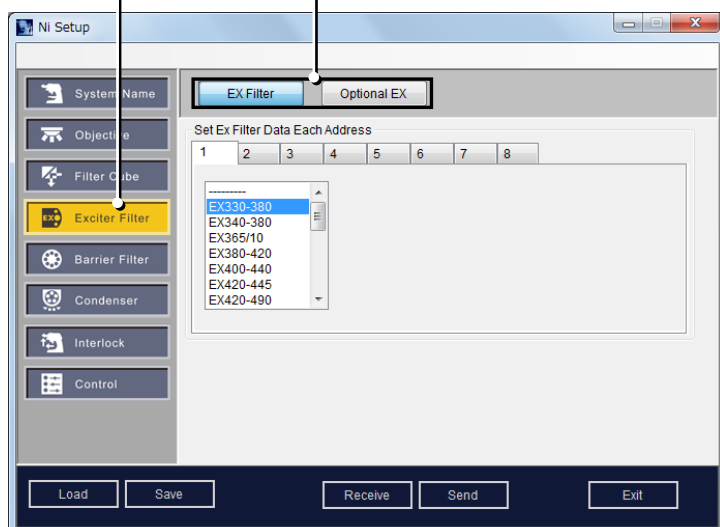 Ni Setup
System Name
Objective
Filter Cube
Exciter Filter
Barrier Filter
Condenser
Interlock
Control
EX Filter Optional EX
Set Ex Filter Data Each Address
1 2 3 4 5 6 7 8
---------
EX330-380
EX340-380
EX365/10
EX380-420
EX400-440
EX420-445
EX420-490
Load Save Receive Send Exit